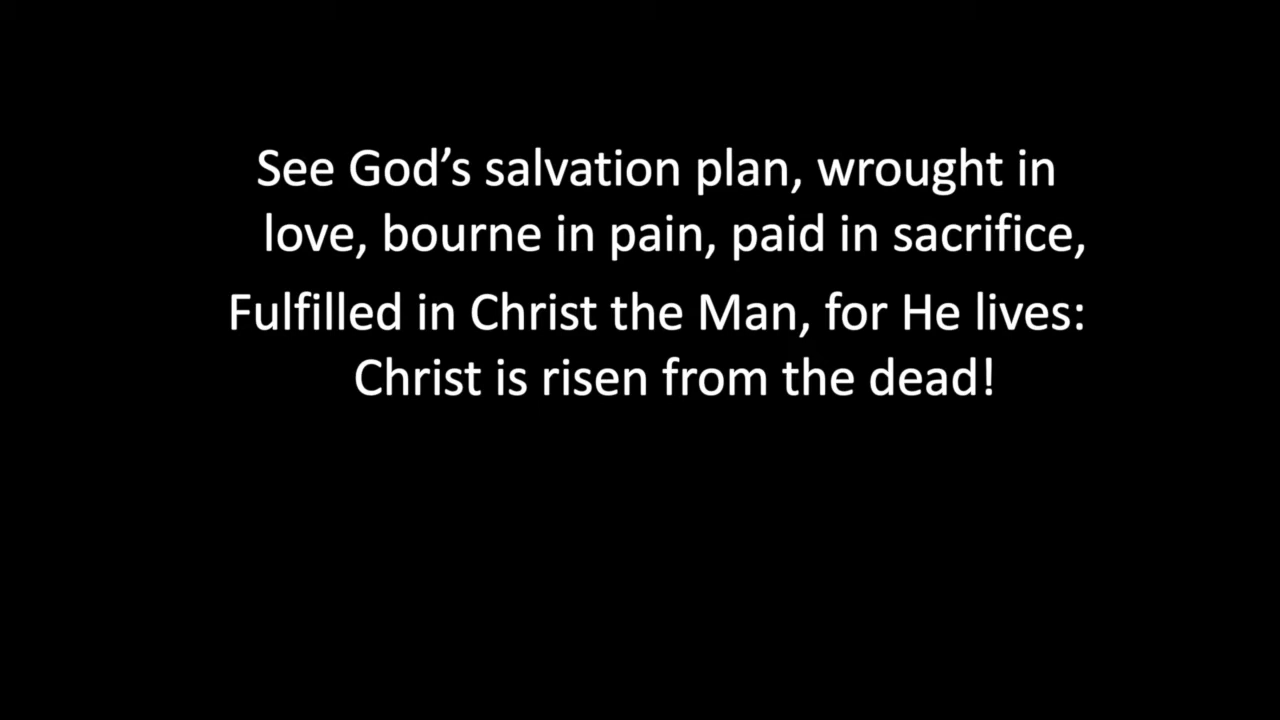 See God’s salvation plan, wrought in
love, bourne in pain, paid in sacrifice,
Fulfilled in Christ the Man, for He lives:
Christ is risen from the dead!